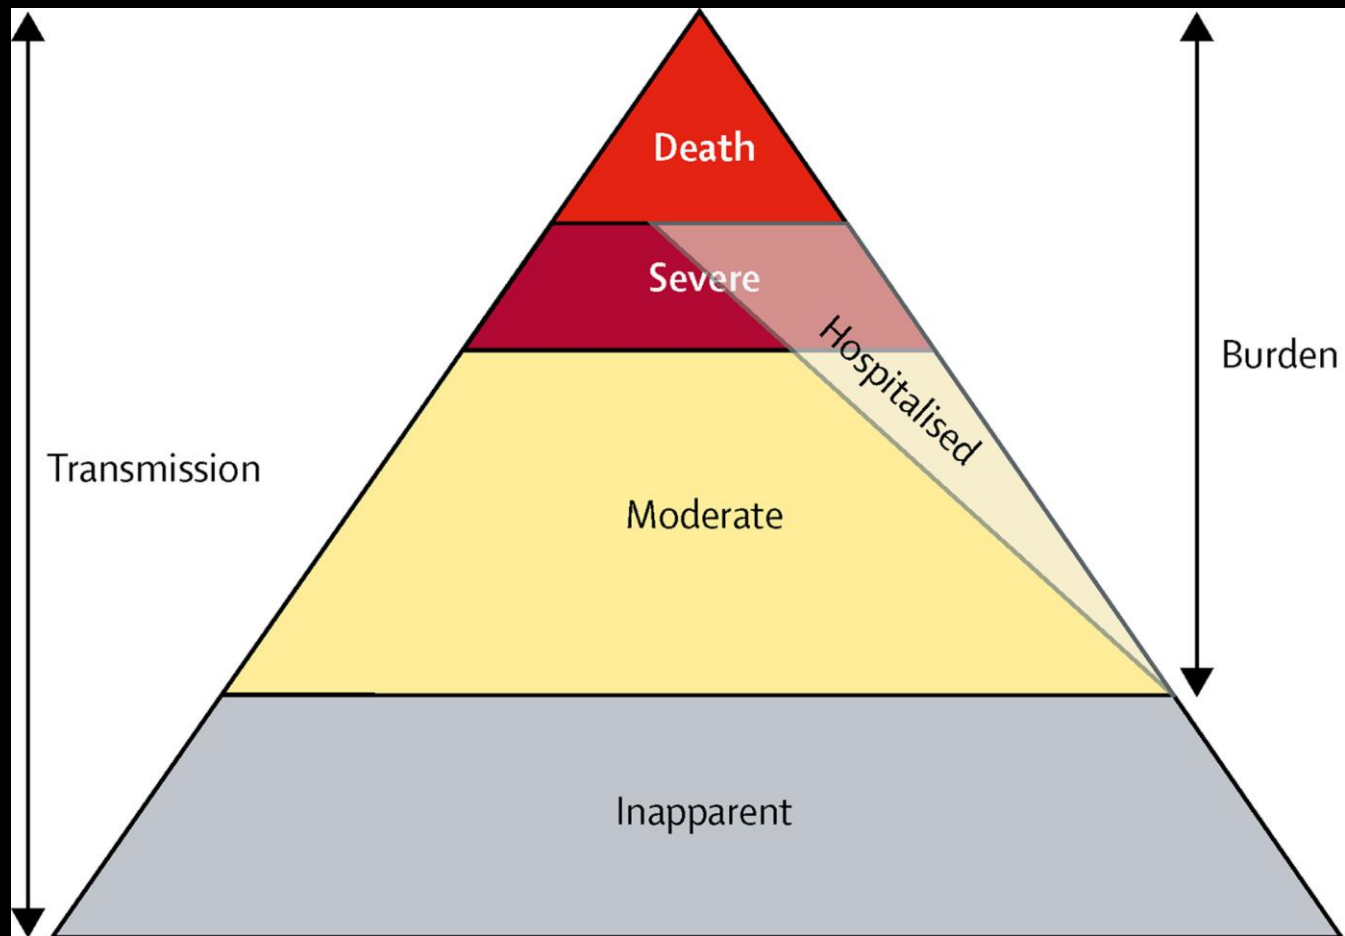 Death
Severe
Hospitalised
Burden
Transmission
Moderate
Inapparent